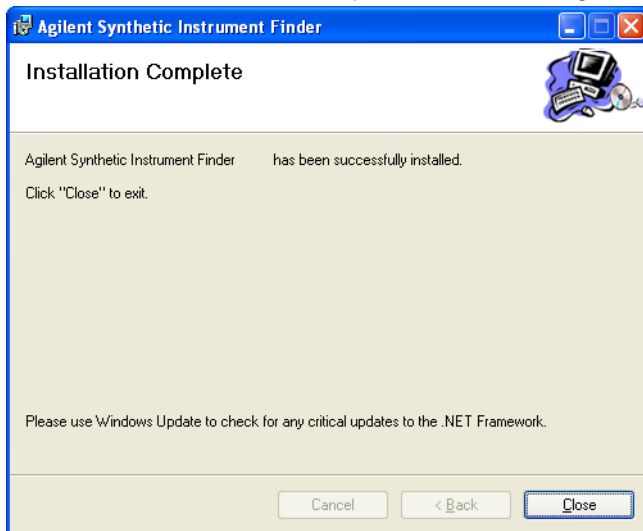 Agilent Synthetic Instrument Finder
Installation Complete
Agilent Synthetic Instrument Finder has been successfully installed.
Click "Close" to exit.
Please use Windows Update to check for any critical updates to the .NET Framework.
Cancel < Back Close